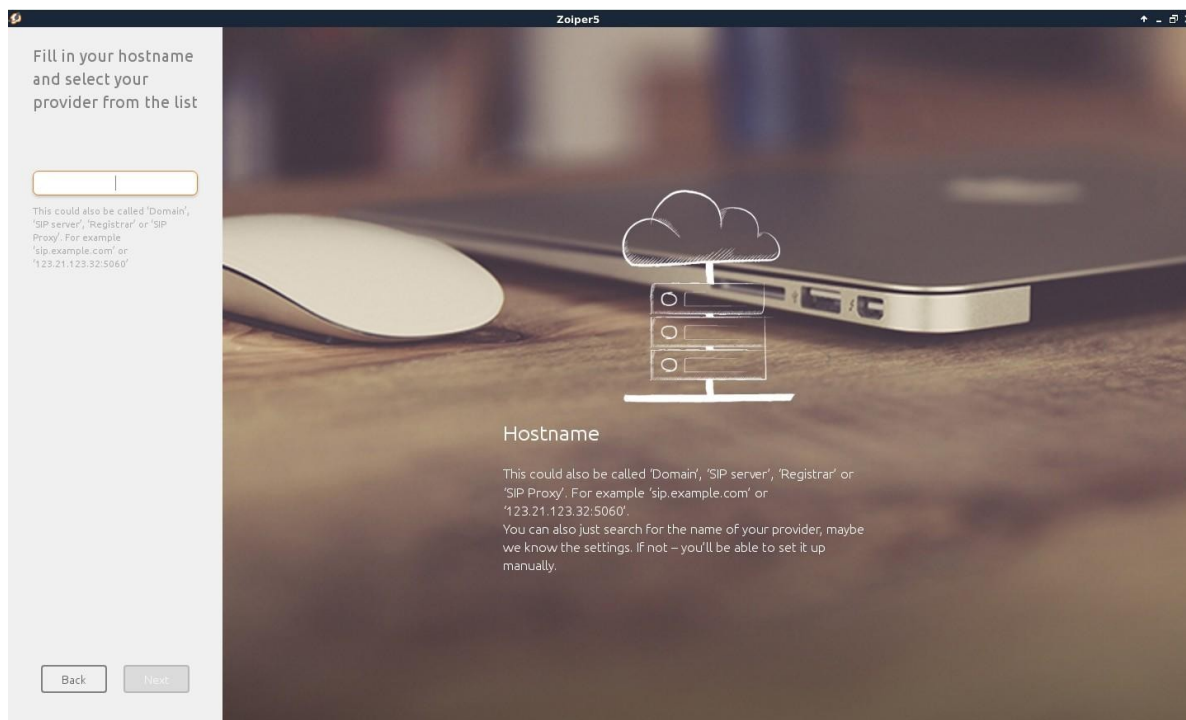 Zoiper5
Fill in your hostname
and select your
provider from the list
This could also be called 'Domain',
'SIP server', 'Registrar' or 'SIP
Proxy'. For example
'sip.example.com' or
'123.21.123.32:5060'
Hostname
This could also be called ‘Domain’, ‘SIP server’, ‘Registrar’ or
‘SIP Proxy’. For example ‘sip.example.com’ or
‘123.21.123.32:5060’.
You can also just search for the name of your provider, maybe
we know the settings. If not – you’ll be able to set it up
manually.
Back Next